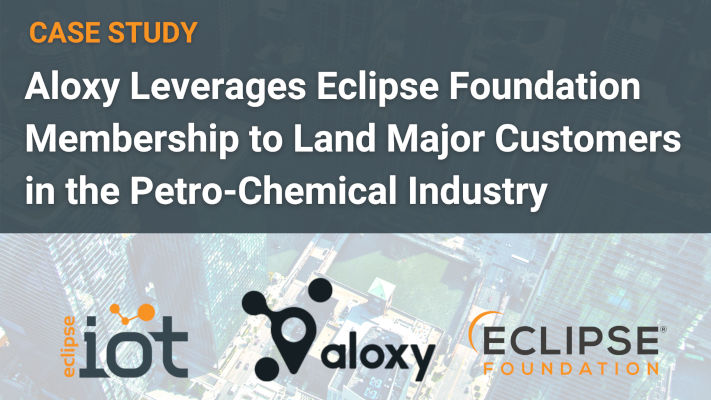 CASE STUDY
Aloxy Leverages Eclipse Foundation
Membership to Land Major Customers
in the Petro-Chemical Industry
eclipse
iot
aloxy
ECLIPSE®
FOUNDATION